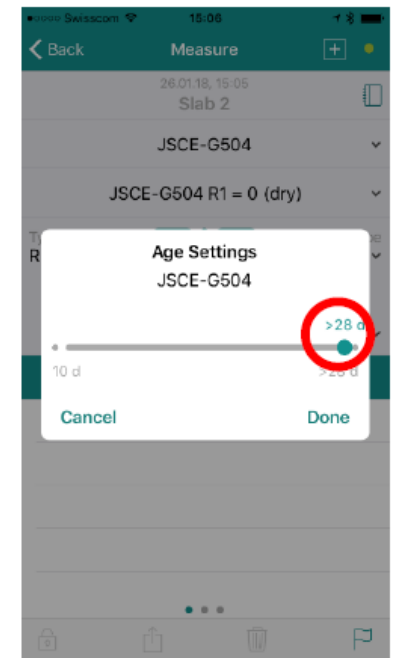 Swisscom 15:06
Back Measure
26.01.18, 15:05
Slab 2
JSCE-G504
JSCE-G504 R1 = 0 (dry)
Age Settings
JSCE-G504
>28 d
10 d >28 d
Cancel Done